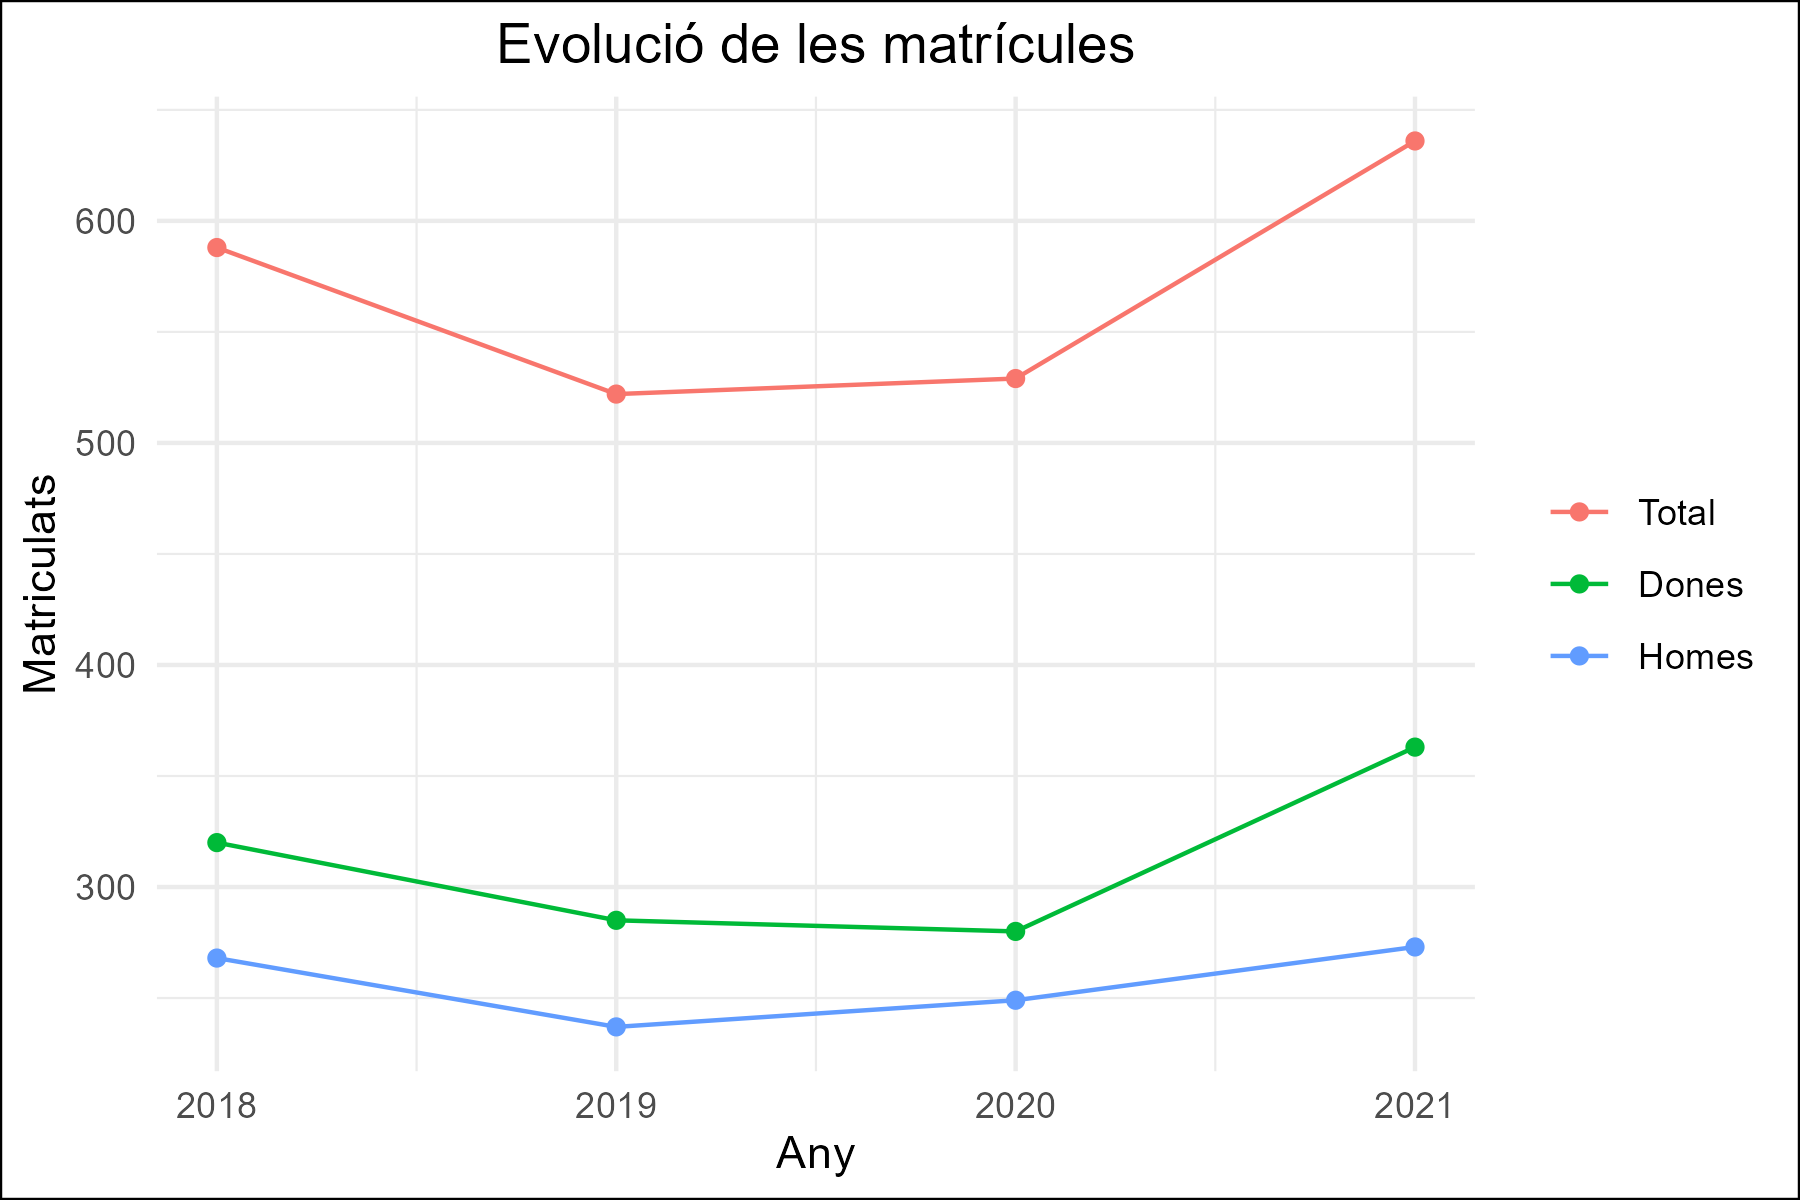 Evolució de les matrícules
Matriculats
600
500
400
300
2018
2019
2020
2021
Any
Total
Dones
Homes